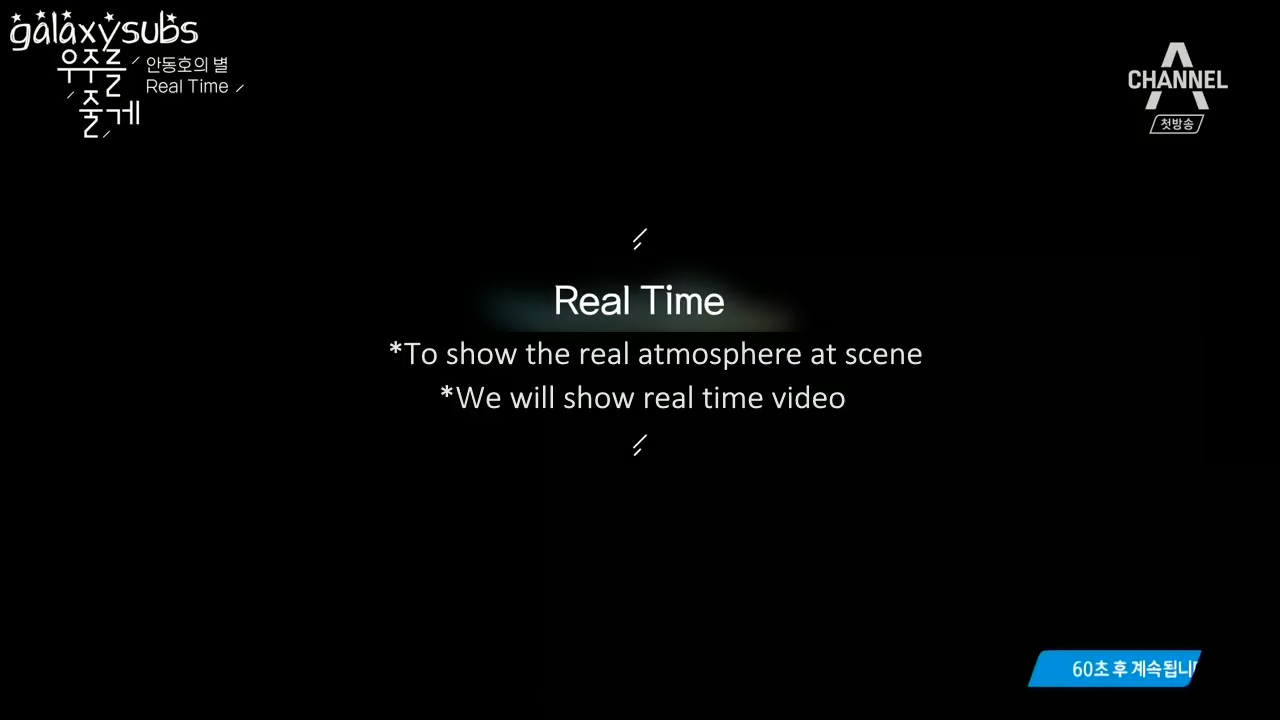 galaxysubs
우주를
줄게
안동호의 별
Real Time
CHANNEL A
첫방송
Real Time
*To show the real atmosphere at scene
*We will show real time video
60초 후 계속됩니